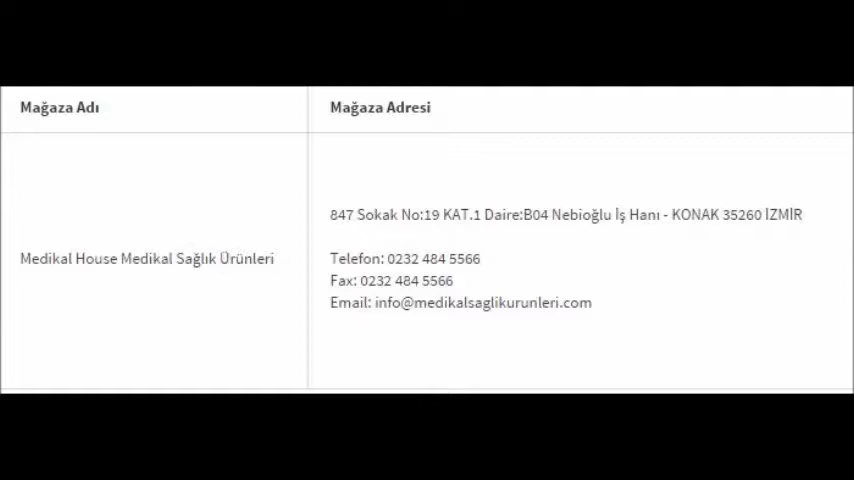 Mağaza Adı
Mağaza Adresi
Medikal House Medikal Sağlık Ürünleri
847 Sokak No:19 KAT.1 Daire:B04 Nebioğlu İş Hanı - KONAK 35260 İZMİR
Telefon: 0232 484 5566
Fax: 0232 484 5566
Email: info@medikalsaglikurunleri.com